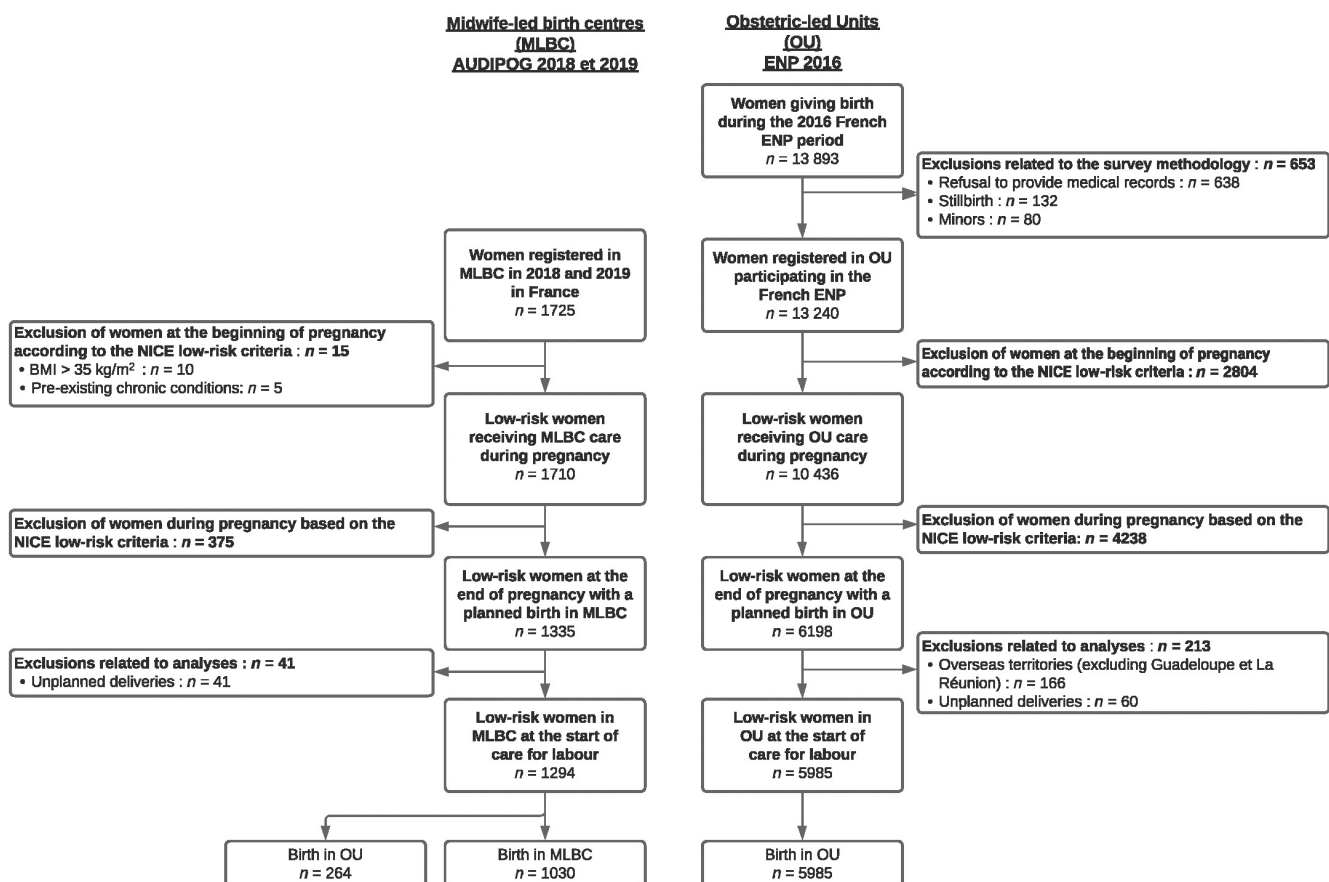 Midwife-led birth centres
(MLBC)
AUDIPOG 2018 et 2019
Obstetric-led Units
(OU)
ENP 2016
Women giving birth
during the 2016 French
ENP period
n = 13 893
Exclusions related to the survey methodology : n = 653
• Refusal to provide medical records : n = 638
• Stillbirth : n = 132
• Minors : n = 80
Women registered in
MLBC in 2018 and 2019
in France
n = 1725
Women registered in OU
participating in the
French ENP
n = 13 240
Exclusion of women at the beginning of pregnancy
according to the NICE low-risk criteria : n = 15
• BMI > 35 kg/m² : n = 10
• Pre-existing chronic conditions: n = 5
Exclusion of women at the beginning of pregnancy
according to the NICE low-risk criteria : n = 2804
Low-risk women
receiving MLBC care
during pregnancy
n = 1710
Low-risk women
receiving OU care
during pregnancy
n = 10 436
Exclusion of women during pregnancy based on the
NICE low-risk criteria : n = 375
Exclusion of women during pregnancy based on the
NICE low-risk criteria: n = 4238
Low-risk women at the
end of pregnancy with a
planned birth in MLBC
n = 1335
Low-risk women at the
end of pregnancy with a
planned birth in OU
n = 6198
Exclusions related to analyses : n = 41
• Unplanned deliveries : n = 41
Exclusions related to analyses : n = 213
• Overseas territories (excluding Guadeloupe et La
Réunion) : n = 166
• Unplanned deliveries : n = 60
Low-risk women in
MLBC at the start of
care for labour
n = 1294
Low-risk women in
OU at the start of
care for labour
n = 5985
Birth in OU
n = 264
Birth in MLBC
n = 1030
Birth in OU
n = 5985